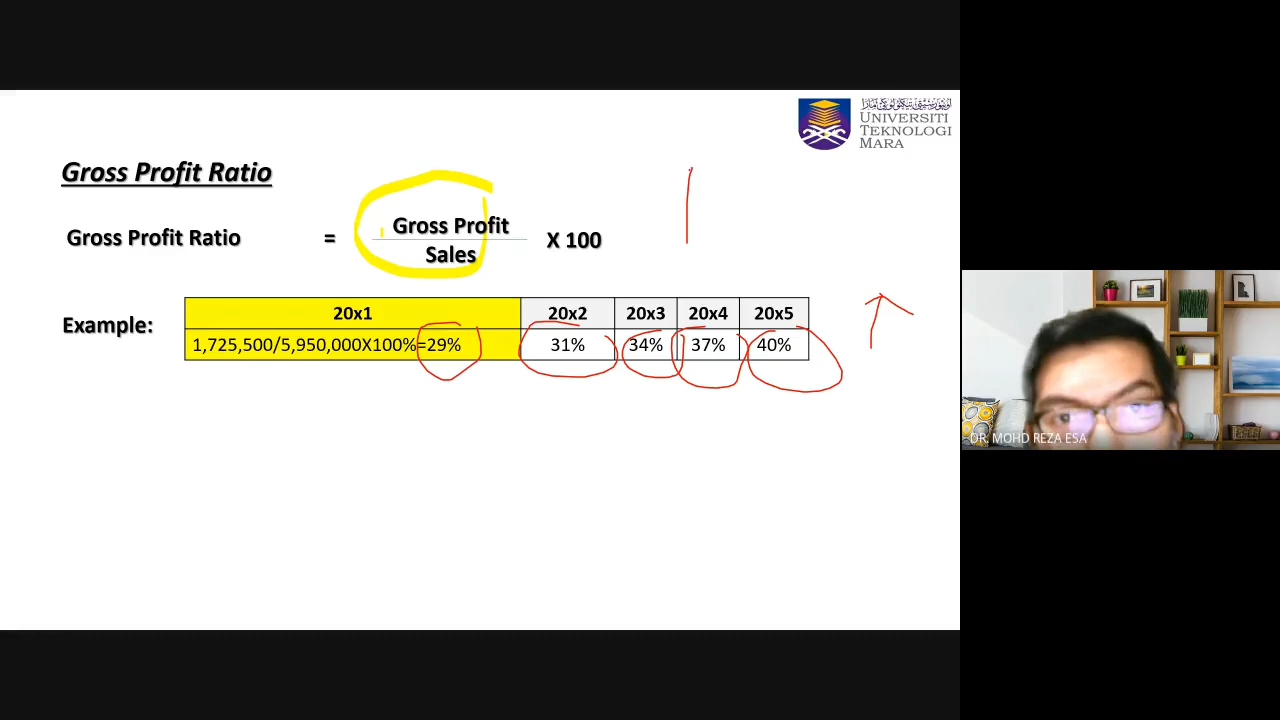 UNIVERSITI
TEKNOLOGI
MARA
Gross Profit Ratio
Gross Profit Ratio = Gross Profit
Sales X 100
Example:
20x1 20x2 20x3 20x4 20x5
1,725,500/5,950,000X100%=29% 31% 34% 37% 40%
DR. MOHD REZA ESA